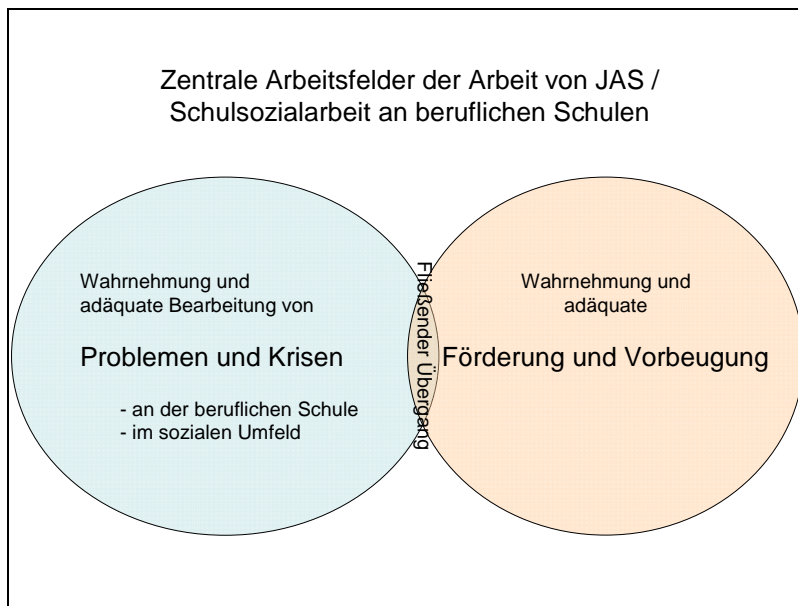 Zentrale Arbeitsfelder der Arbeit von JAS /
Schulsozialarbeit an beruflichen Schulen
Wahrnehmung und
adäquate Bearbeitung von
Problemen und Krisen
- an der beruflichen Schule
- im sozialen Umfeld
Fließender Übergang
Wahrnehmung und
adäquate
Förderung und Vorbeugung